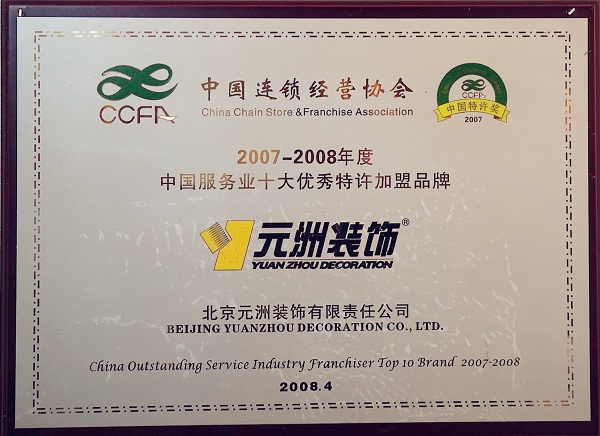 CCFA
中国连锁经营协会
China Chain Store & Franchise Association
CCFA
中国特许奖
2007
2007-2008年度
中国服务业十大优秀特许加盟品牌
元洲装饰®
YUAN ZHOU DECORATION
北京元洲装饰有限责任公司
BEIJING YUANZHOU DECORATION CO., LTD.
China Outstanding Service Industry Franchiser Top 10 Brand 2007-2008
2008.4